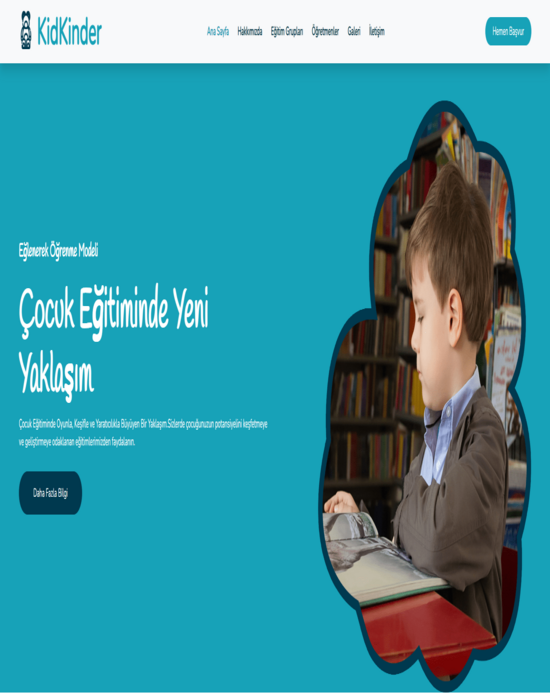 KidKinder
Ana Sayfa Hakkımızda Eğitim Grupları Öğretmenler Galeri İletişim
Hemen Başvur
Eğlenerek Öğrenme Modeli
Çocuk Eğitiminde Yeni
Yaklaşım
Çocuk Eğitiminde Oyunla, Keşifle ve Yaratıcılıkla Büyüyen Bir Yaklaşım.Sizlerde çocuğunuzun potansiyelini keşfetmeye
ve geliştirmeye odaklanan eğitimlerimizden faydalanın.
Daha Fazla Bilgi